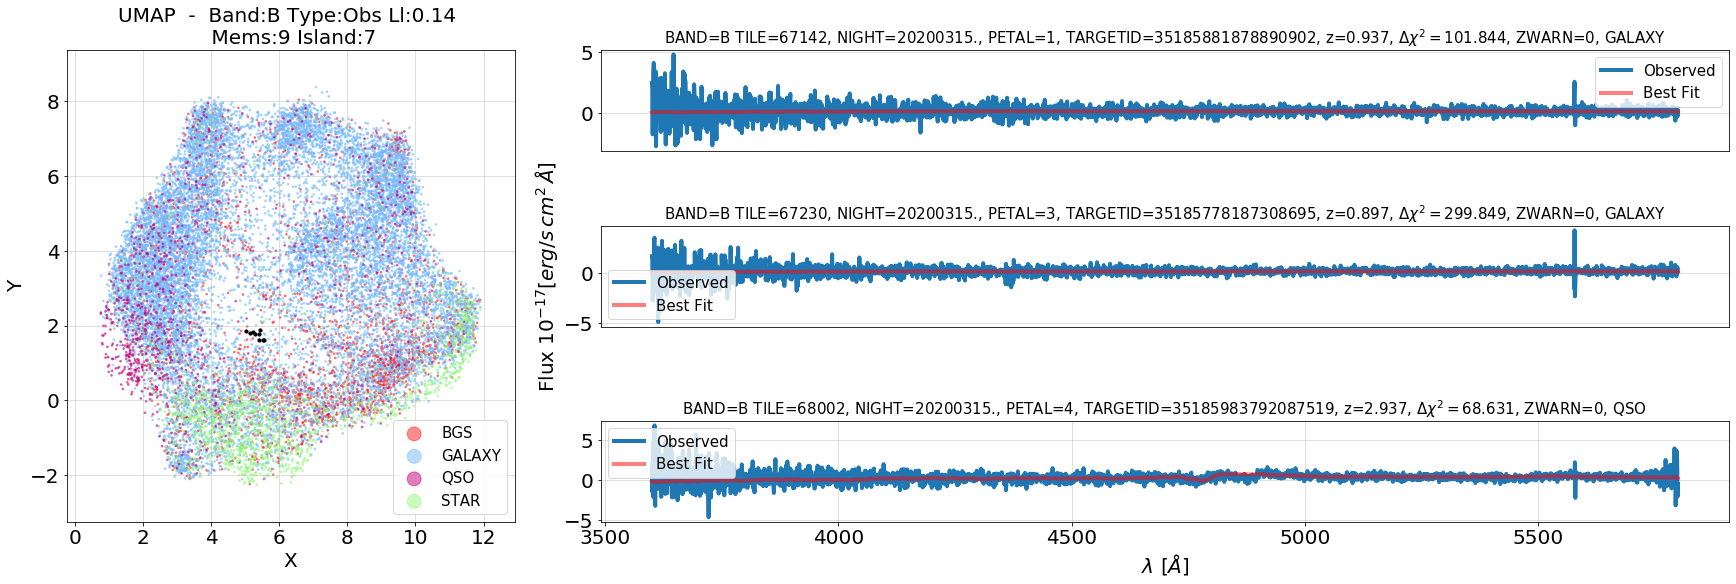 UMAP  -  Band:B Type:Obs Ll:0.14
Mems:9 Island:7
Y
8
6
4
2
0
−2
0 2 4 6 8 10 12
X
BGS
GALAXY
QSO
STAR
Flux 10⁻¹⁷[erg/s cm² Å]
BAND=B TILE=67142, NIGHT=20200315., PETAL=1, TARGETID=35185881878890902, z=0.937, Δχ² = 101.844, ZWARN=0, GALAXY
5
0
Observed
Best Fit
BAND=B TILE=67230, NIGHT=20200315., PETAL=3, TARGETID=35185778187308695, z=0.897, Δχ² = 299.849, ZWARN=0, GALAXY
0
−5
Observed
Best Fit
BAND=B TILE=68002, NIGHT=20200315., PETAL=4, TARGETID=35185983792087519, z=2.937, Δχ² = 68.631, ZWARN=0, QSO
5
0
−5
Observed
Best Fit
3500 4000 4500 5000 5500
λ [Å]